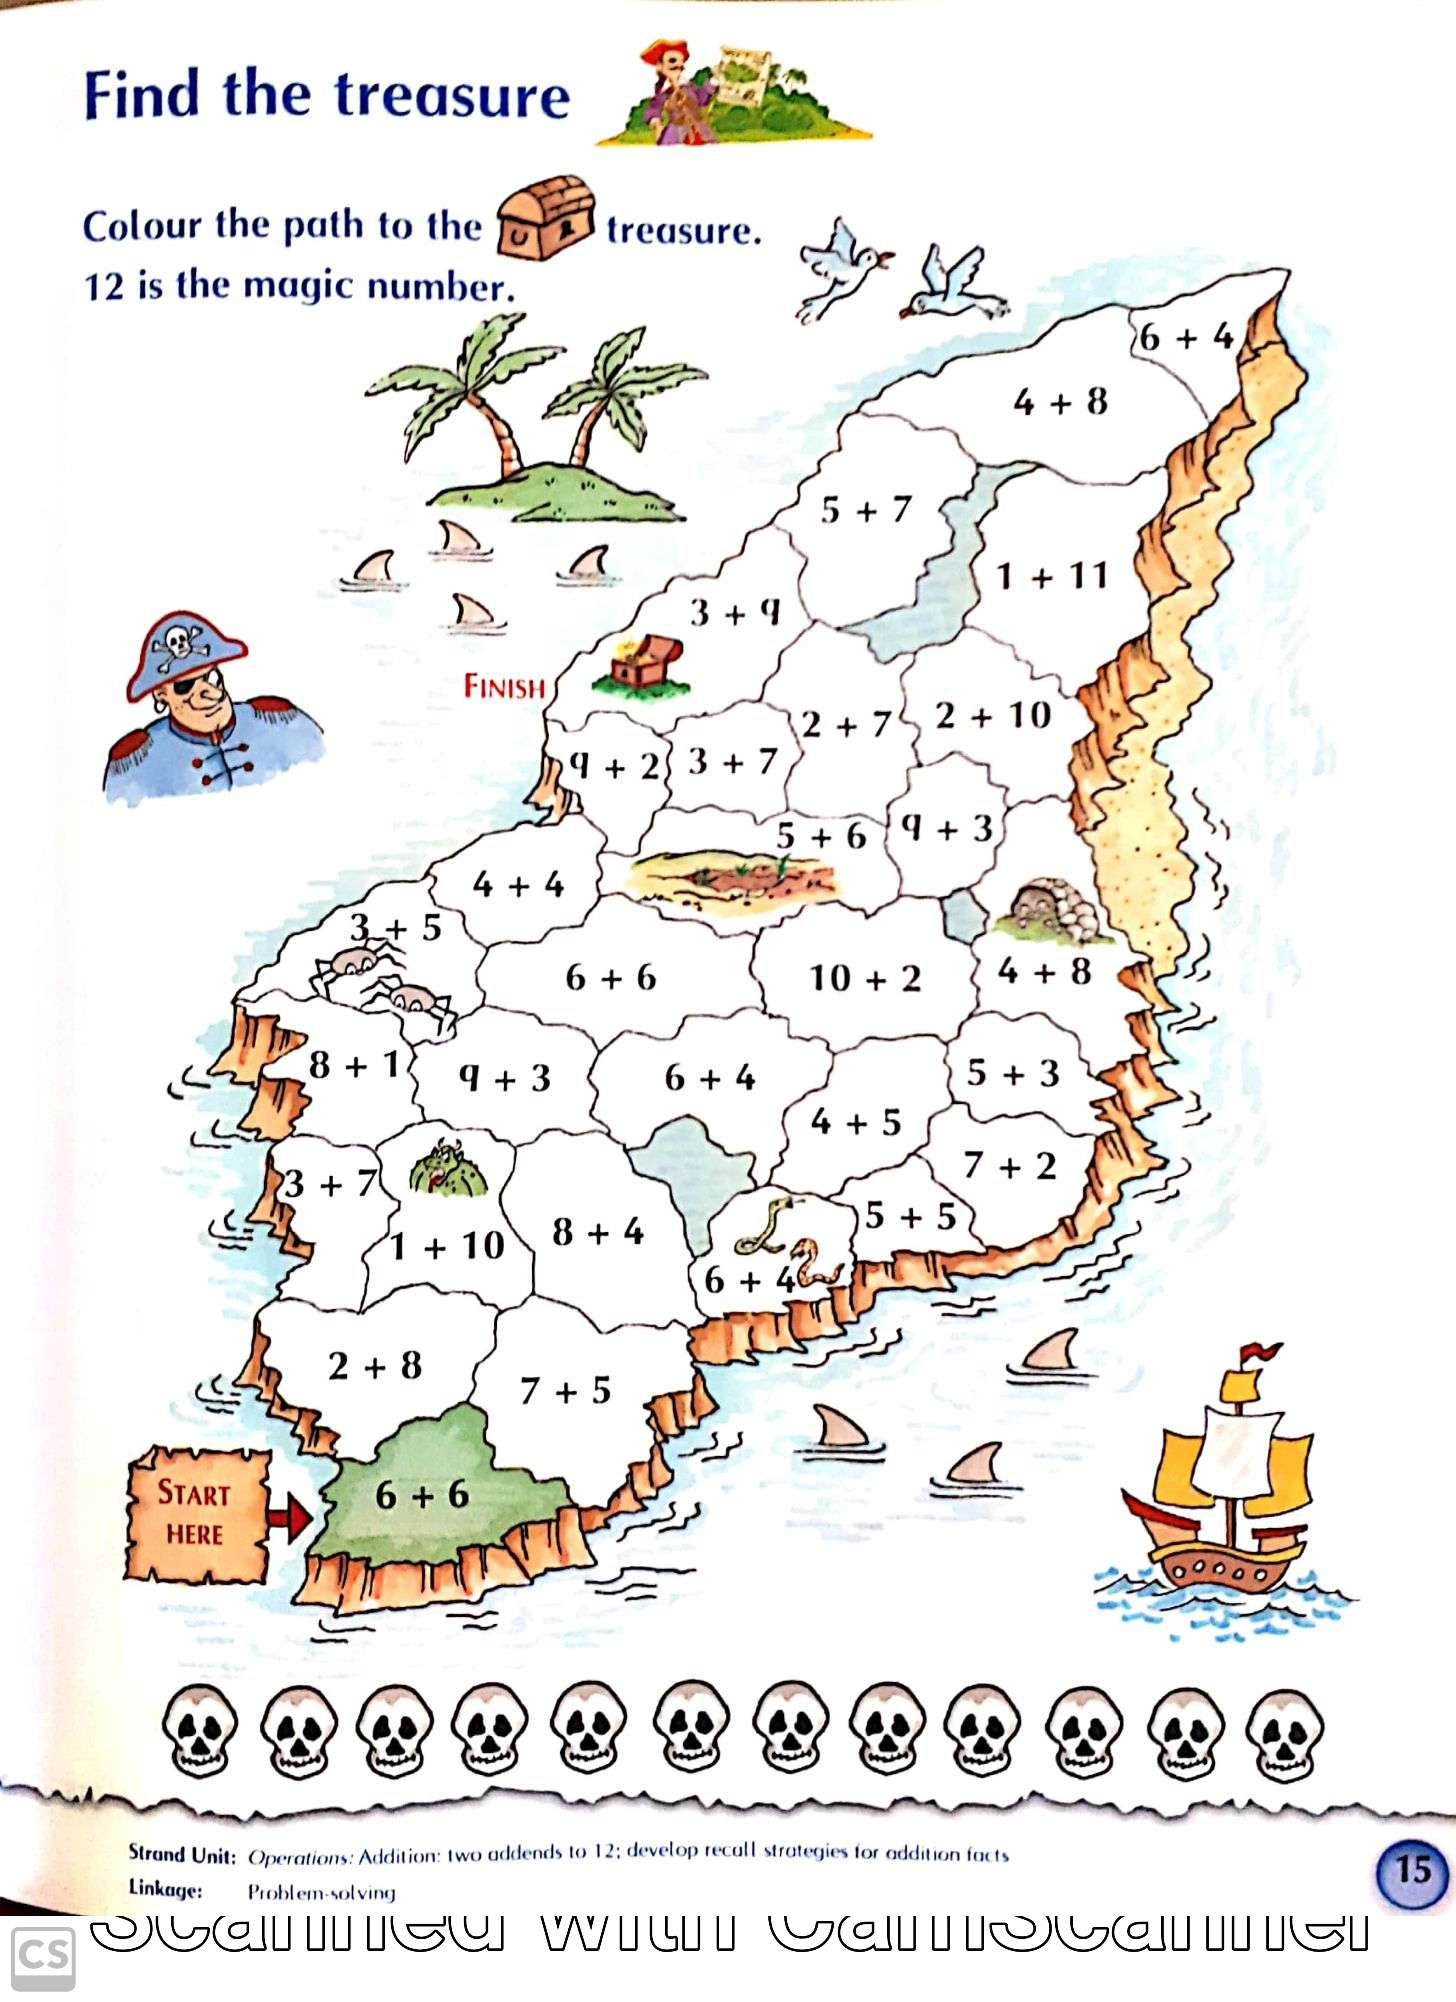 Find the treasure
Colour the path to the treasure.
12 is the magic number.
6 + 4
4 + 8
5 + 7
1 + 11
3 + 9
FINISH
2 + 7
2 + 10
9 + 2
3 + 7
5 + 6
9 + 3
4 + 4
3 + 5
6 + 6
10 + 2
4 + 8
8 + 1
9 + 3
6 + 4
5 + 3
4 + 5
3 + 7
7 + 2
1 + 10
8 + 4
5 + 5
6 + 4
2 + 8
7 + 5
START
HERE
6 + 6
Strand Unit: Operations: Addition: two addends to 12; develop recall strategies for addition facts
Linkage: Problem-solving
15
CS
Scanned with CamScanner